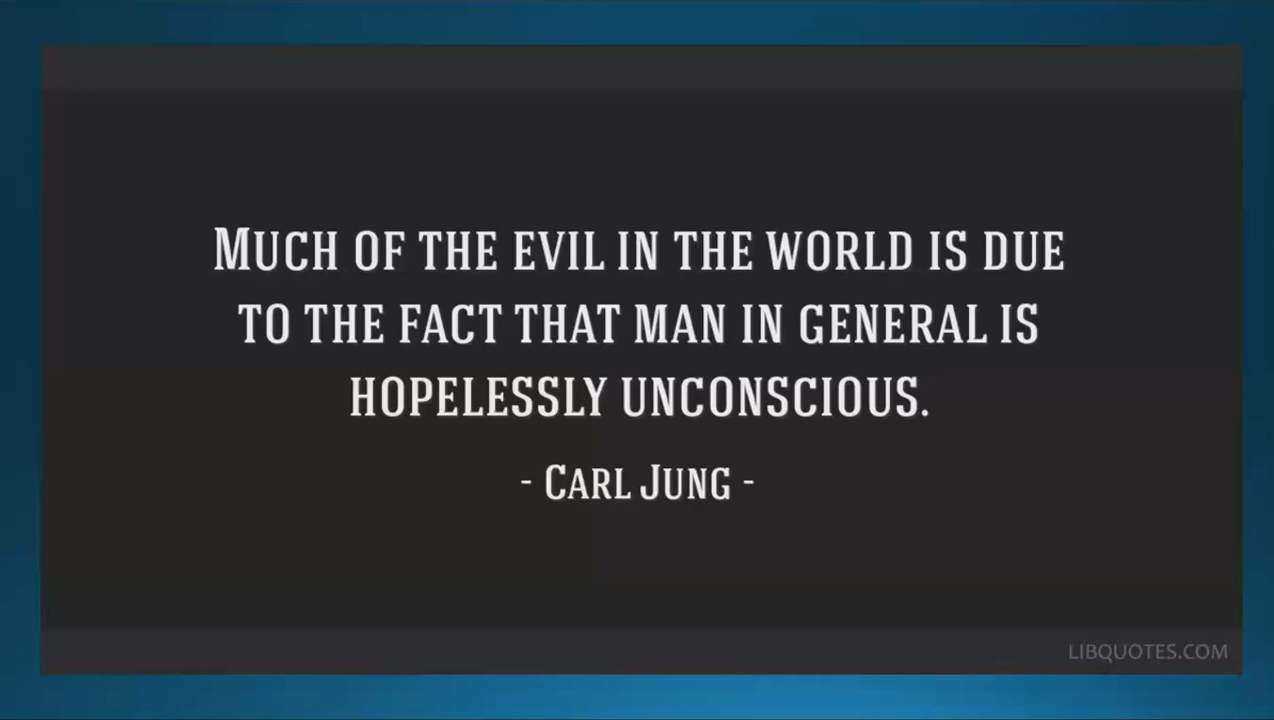 MUCH OF THE EVIL IN THE WORLD IS DUE
TO THE FACT THAT MAN IN GENERAL IS
HOPELESSLY UNCONSCIOUS.
- CARL JUNG -
LIBQUOTES.COM